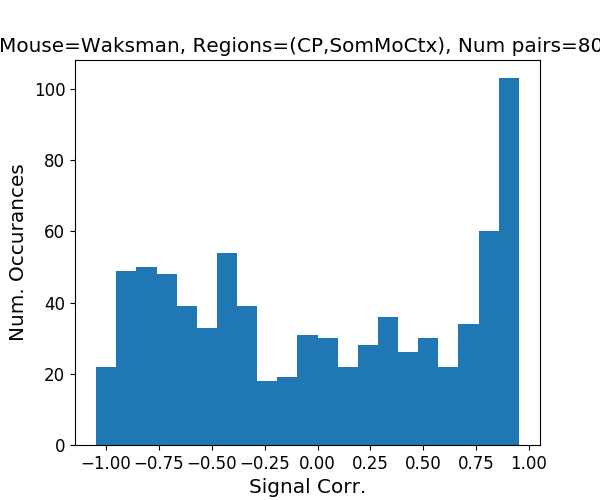 Mouse=Waksman, Regions=(CP,SomMoCtx), Num pairs=80
Num. Occurances
100
80
60
40
20
0
−1.00 −0.75 −0.50 −0.25 0.00 0.25 0.50 0.75 1.00
Signal Corr.